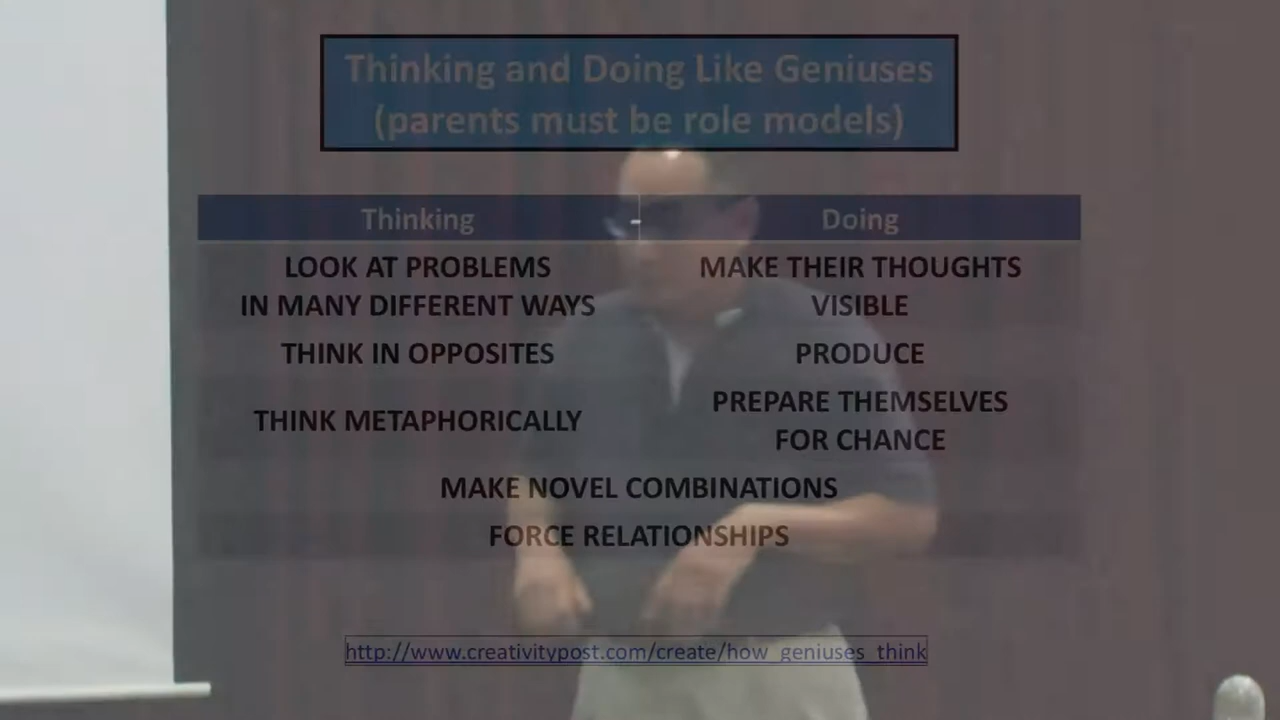 Thinking and Doing Like Geniuses
(parents must be role models)
Thinking
Doing
LOOK AT PROBLEMS
IN MANY DIFFERENT WAYS
MAKE THEIR THOUGHTS
VISIBLE
THINK IN OPPOSITES
PRODUCE
THINK METAPHORICALLY
PREPARE THEMSELVES
FOR CHANCE
MAKE NOVEL COMBINATIONS
FORCE RELATIONSHIPS
http://www.creativitypost.com/create/how_geniuses_think